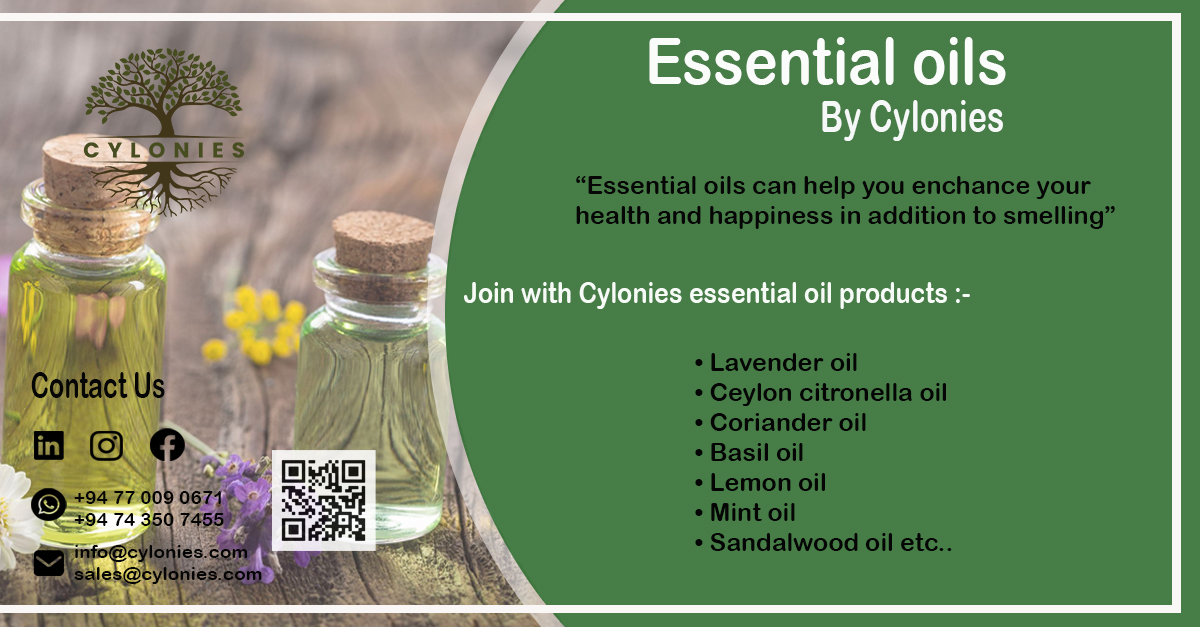 CYLONIES
Essential oils
By Cylonies
“Essential oils can help you enchance your
health and happiness in addition to smelling”
Join with Cylonies essential oil products :-
• Lavender oil
• Ceylon citronella oil
• Coriander oil
• Basil oil
• Lemon oil
• Mint oil
• Sandalwood oil etc..
Contact Us
+94 77 009 0671
+94 74 350 7455
info@cylonies.com
sales@cylonies.com